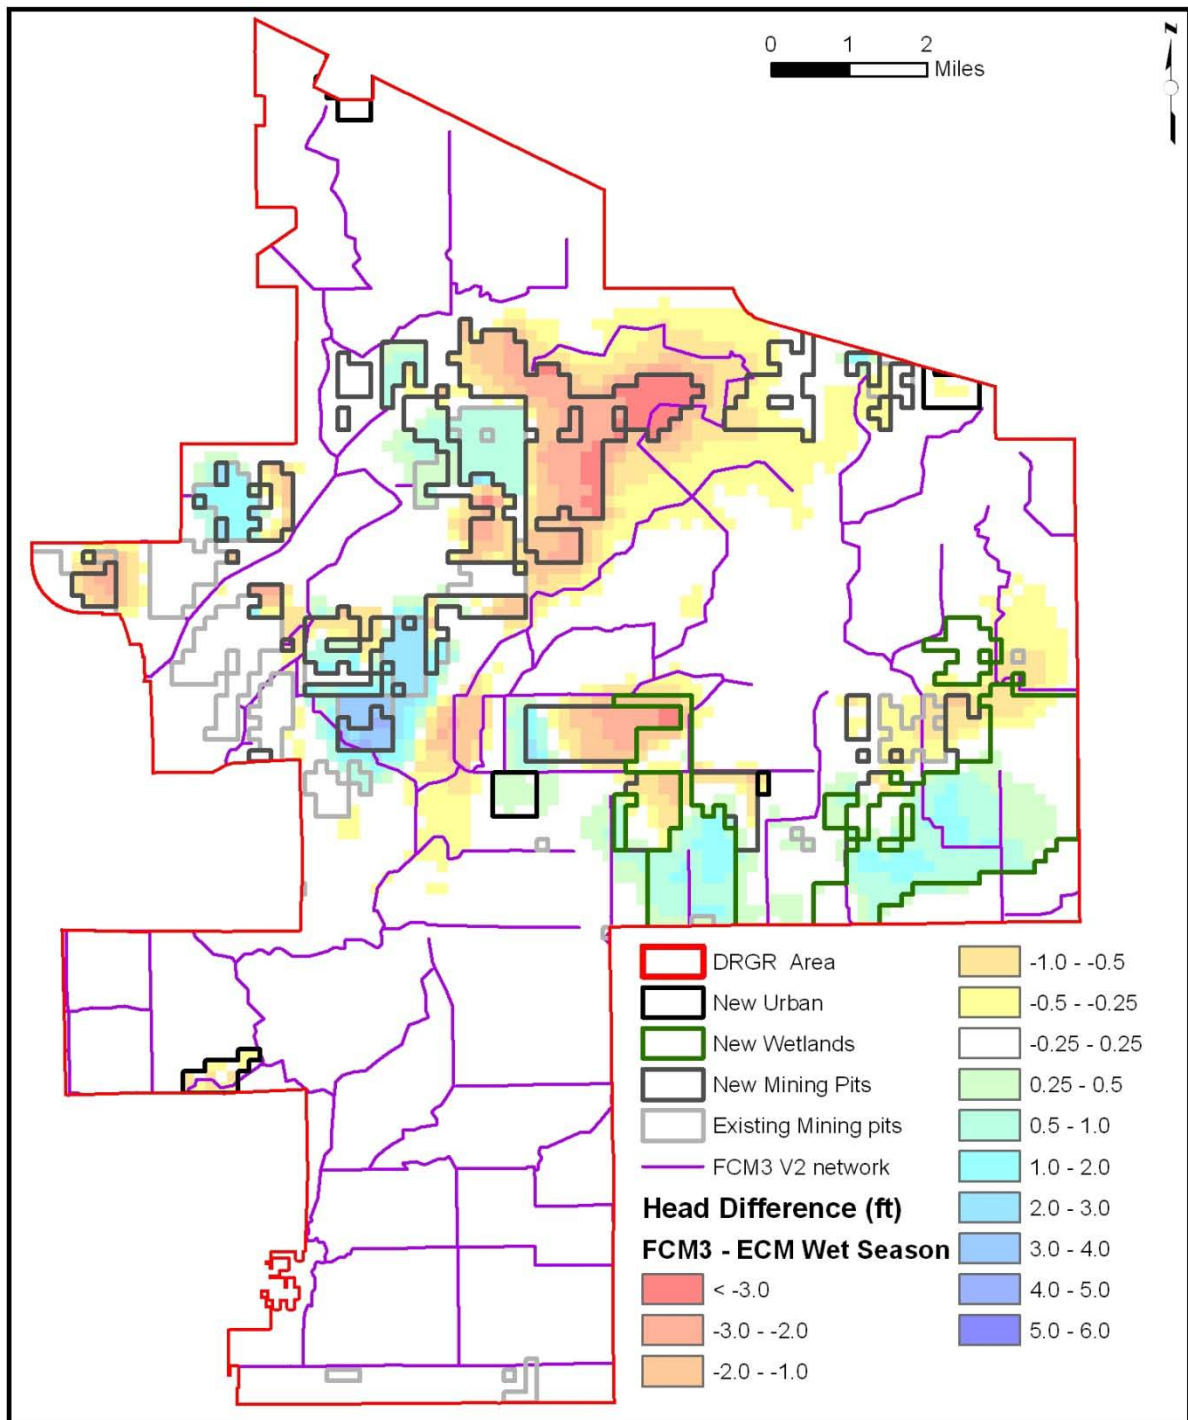 0 1 2
Miles
N
DRGR Area
New Urban
New Wetlands
New Mining Pits
Existing Mining pits
FCM3 V2 network
Head Difference (ft)
FCM3 - ECM Wet Season
< -3.0
-3.0 - -2.0
-2.0 - -1.0
-1.0 - -0.5
-0.5 - -0.25
-0.25 - 0.25
0.25 - 0.5
0.5 - 1.0
1.0 - 2.0
2.0 - 3.0
3.0 - 4.0
4.0 - 5.0
5.0 - 6.0